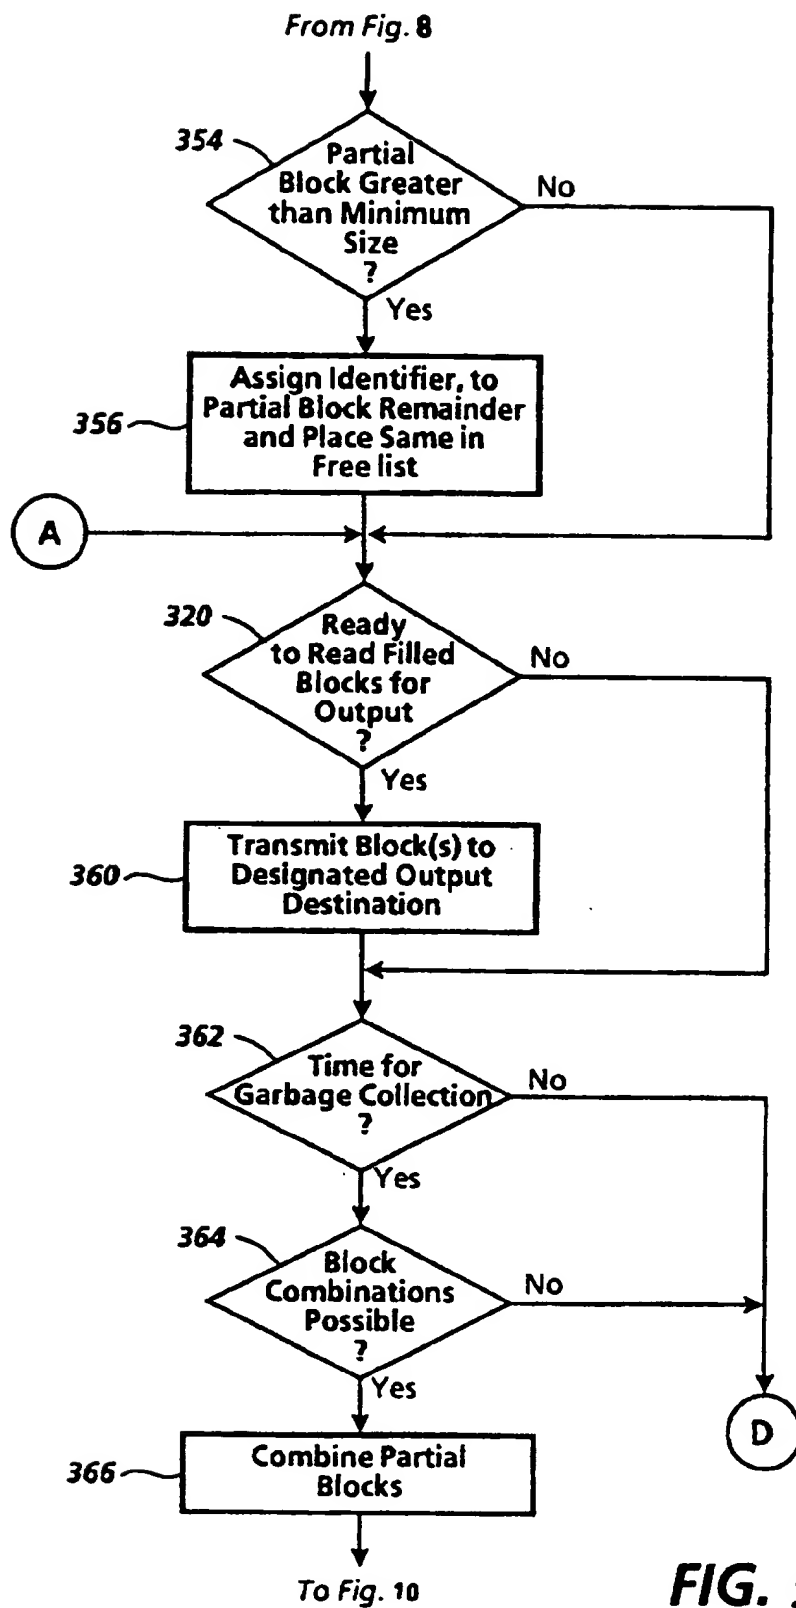 From Fig. 8
354
Partial
Block Greater
than Minimum
Size
?
No
Yes
356
Assign Identifier, to
Partial Block Remainder
and Place Same in
Free list
A
320
Ready
to Read Filled
Blocks for
Output
?
No
Yes
360
Transmit Block(s) to
Designated Output
Destination
362
Time for
Garbage Collection
?
No
Yes
364
Block
Combinations
Possible
?
No
Yes
D
366
Combine Partial
Blocks
To Fig. 10
FIG.